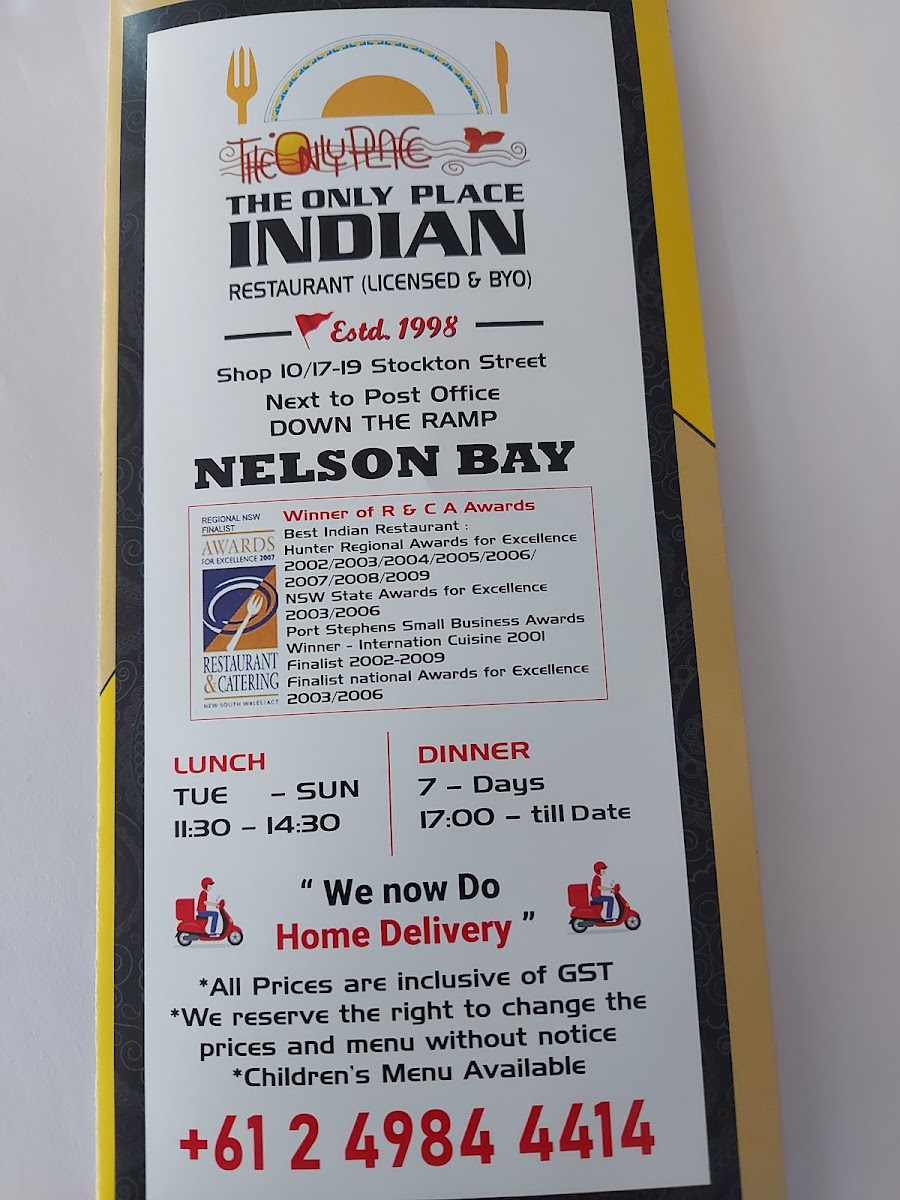 THE ONLY PLACE
THE ONLY PLACE
INDIAN
RESTAURANT (LICENSED & BYO)
Estd. 1998
Shop 10/17-19 Stockton Street
Next to Post Office
DOWN THE RAMP
NELSON BAY
REGIONAL NSW
FINALIST
AWARDS
FOR EXCELLENCE 2007
RESTAURANT
& CATERING
NEW SOUTH WALES/ACT
Winner of R & C A Awards
Best Indian Restaurant :
Hunter Regional Awards for Excellence
2002/2003/2004/2005/2006/
2007/2008/2009
NSW State Awards for Excellence
2003/2006
Port Stephens Small Business Awards
Winner - Internation Cuisine 2001
Finalist 2002-2009
Finalist national Awards for Excellence
2003/2006
LUNCH
TUE - SUN
11:30 - 14:30
DINNER
7 - Days
17:00 - till Date
“ We now Do
Home Delivery ”
*All Prices are inclusive of GST
*We reserve the right to change the
prices and menu without notice
*Children's Menu Available
+61 2 4984 4414